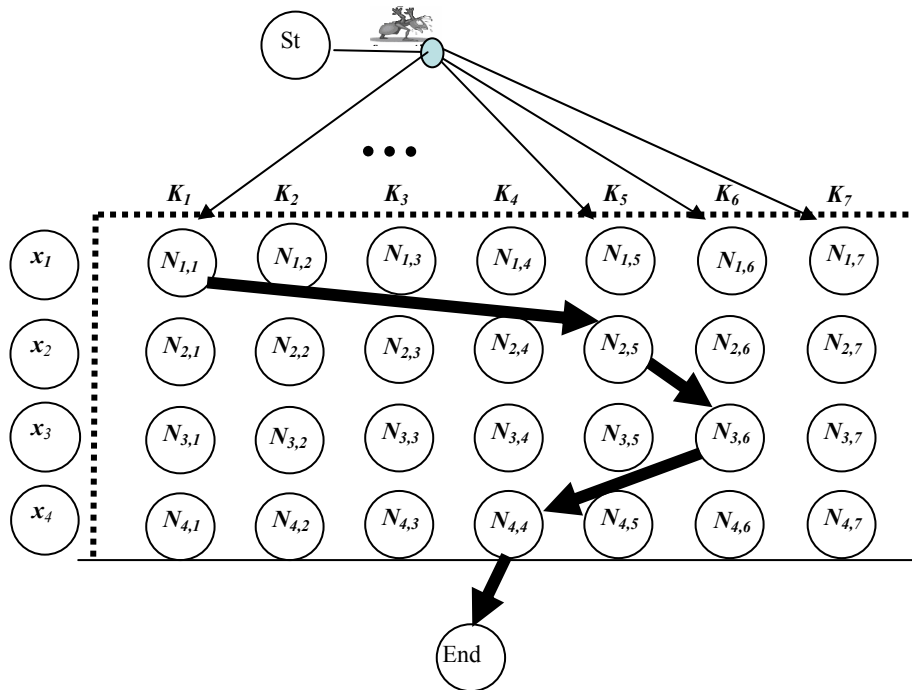 St
• • •
K1 K2 K3 K4 K5 K6 K7
x1 N1,1 N1,2 N1,3 N1,4 N1,5 N1,6 N1,7
x2 N2,1 N2,2 N2,3 N2,4 N2,5 N2,6 N2,7
x3 N3,1 N3,2 N3,3 N3,4 N3,5 N3,6 N3,7
x4 N4,1 N4,2 N4,3 N4,4 N4,5 N4,6 N4,7
End